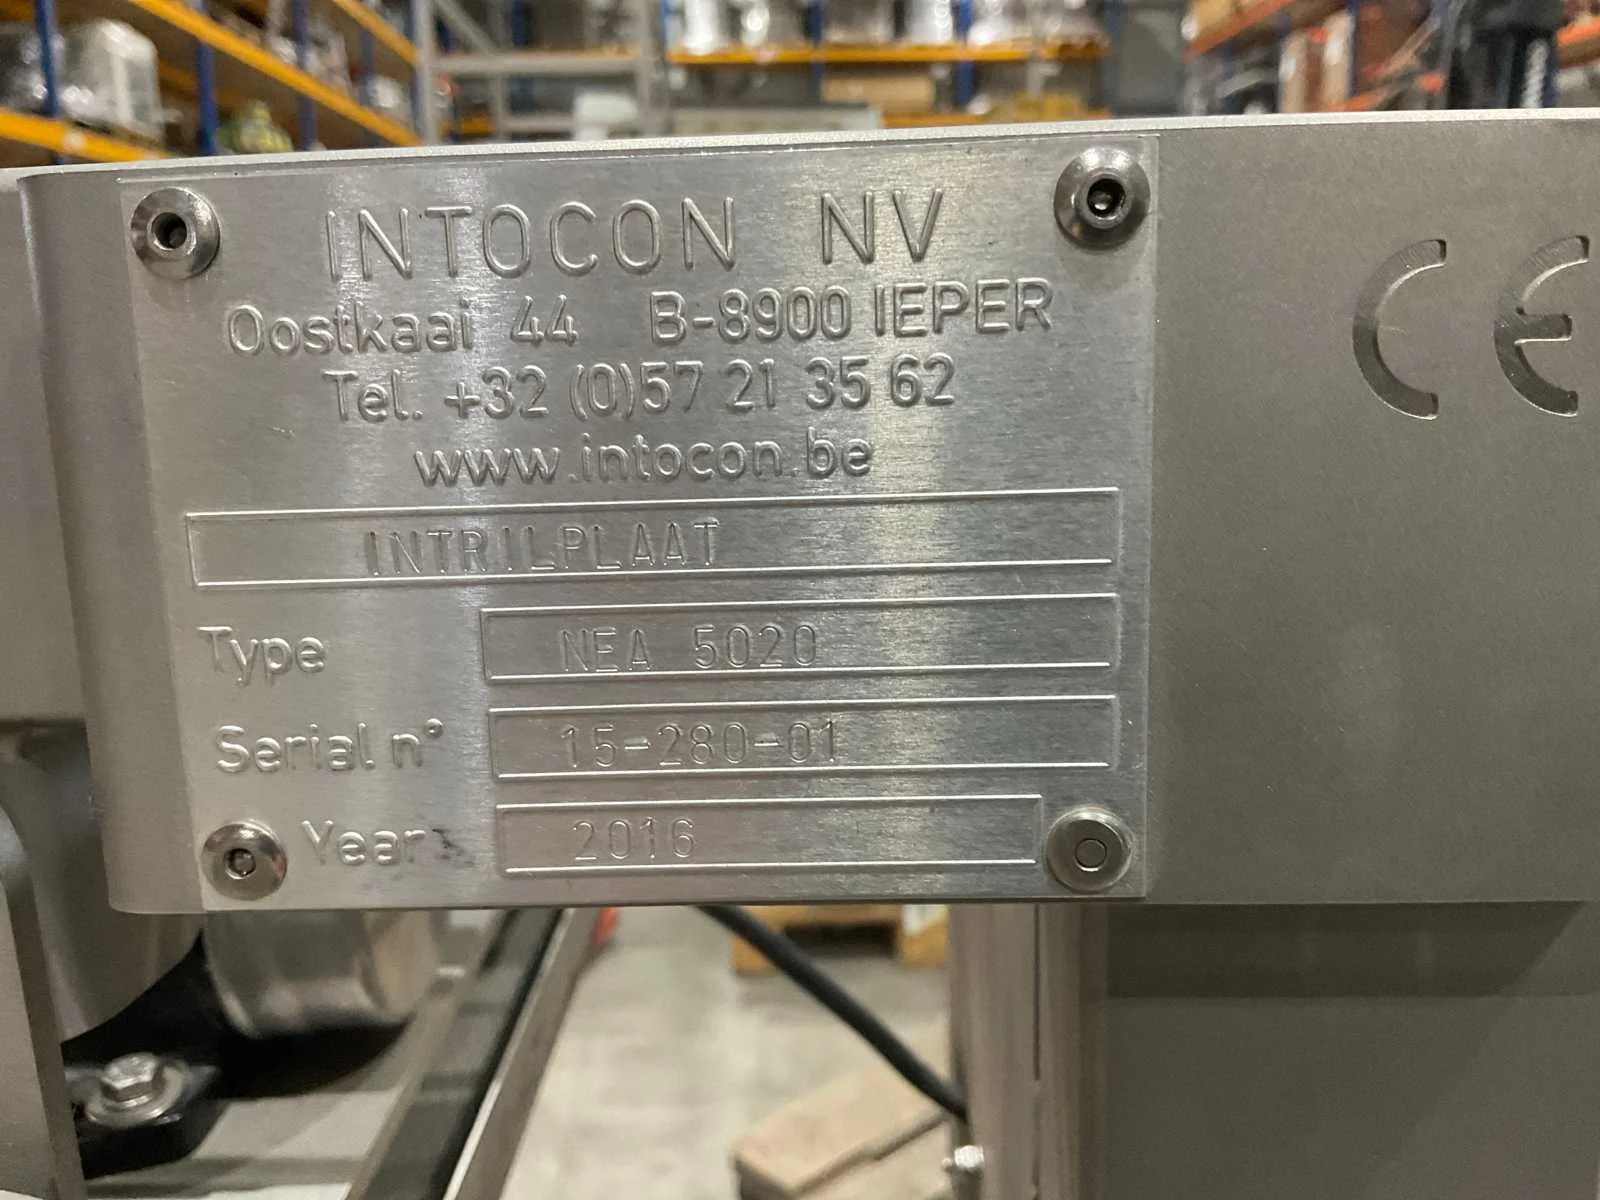 INTOCON NV
Oostkaai 44 B-8900 IEPER
Tel. +32 (0)57 21 35 62
www.intocon.be
INTRILPLAAT
Type NEA 5020
Serial n° 15-280-01
Year 2016
CE